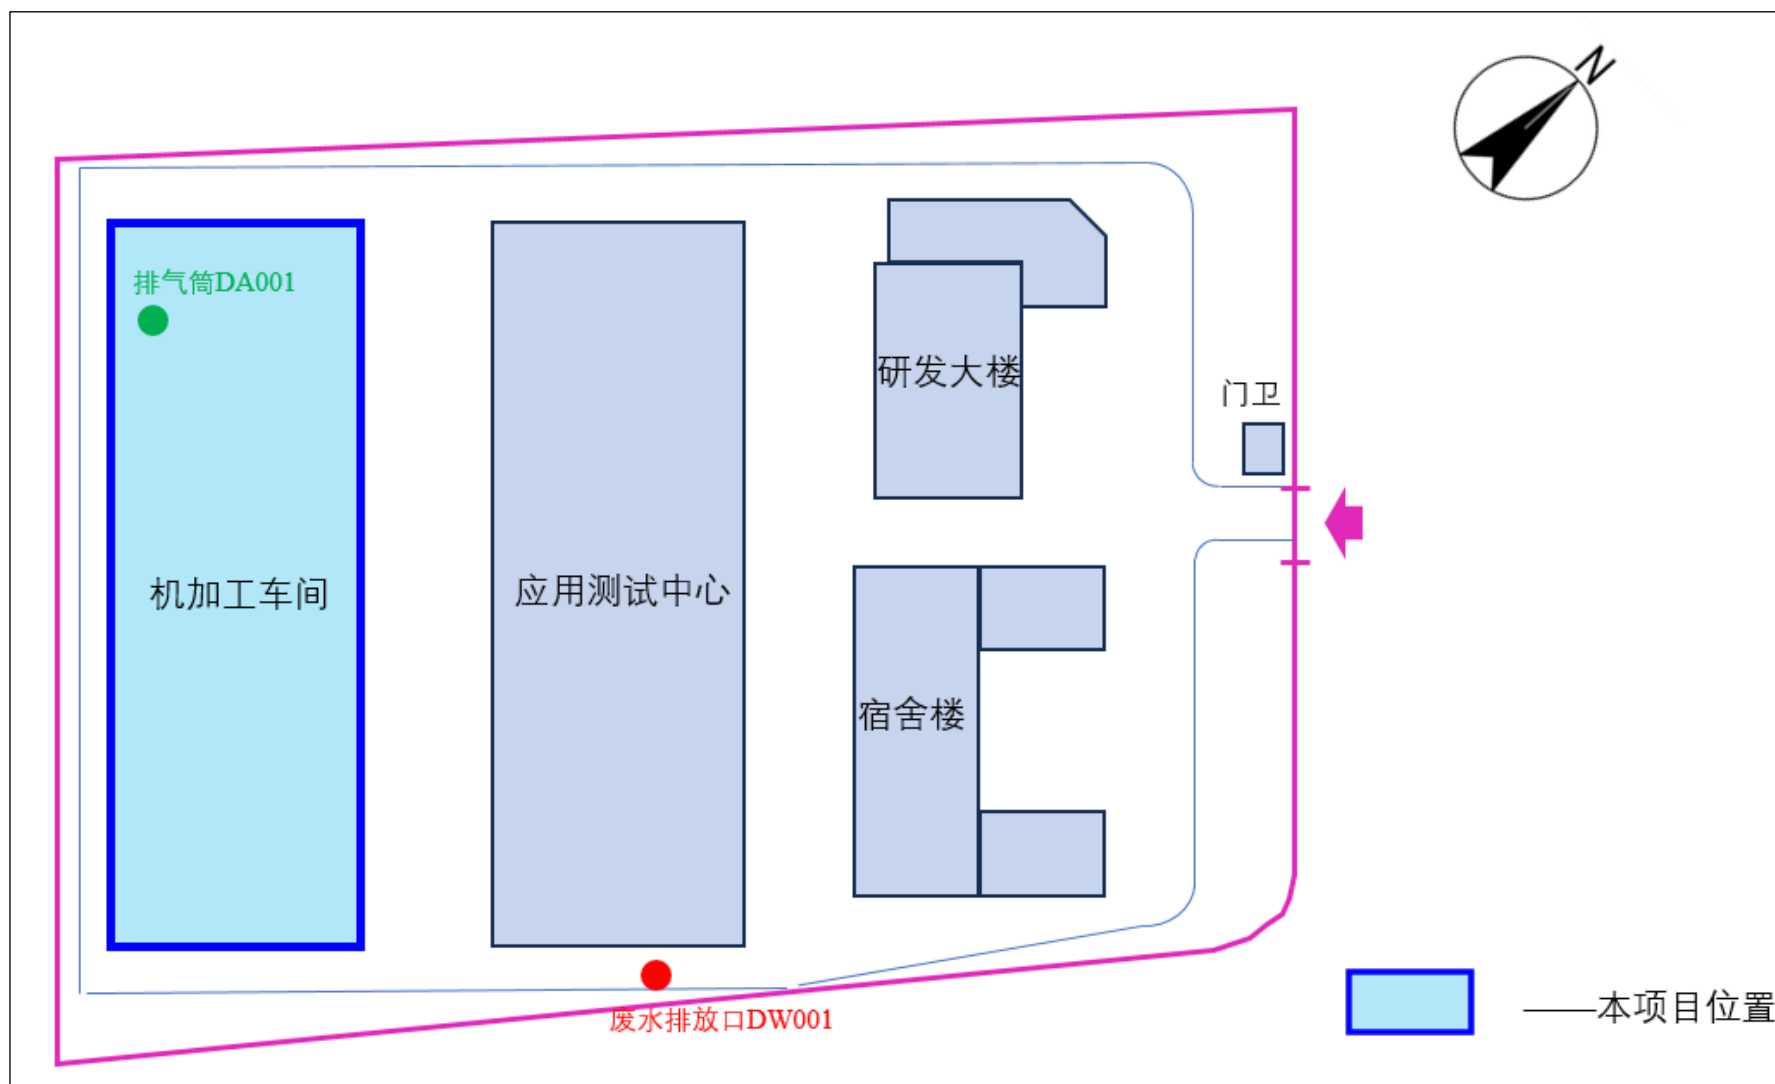 N
排气筒DA001
研发大楼
门卫
机加工车间
应用测试中心
宿舍楼
废水排放口DW001
——本项目位置